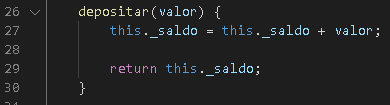 26 depositar(valor) {
27 this._saldo = this._saldo + valor;
28
29 return this._saldo;
30 }